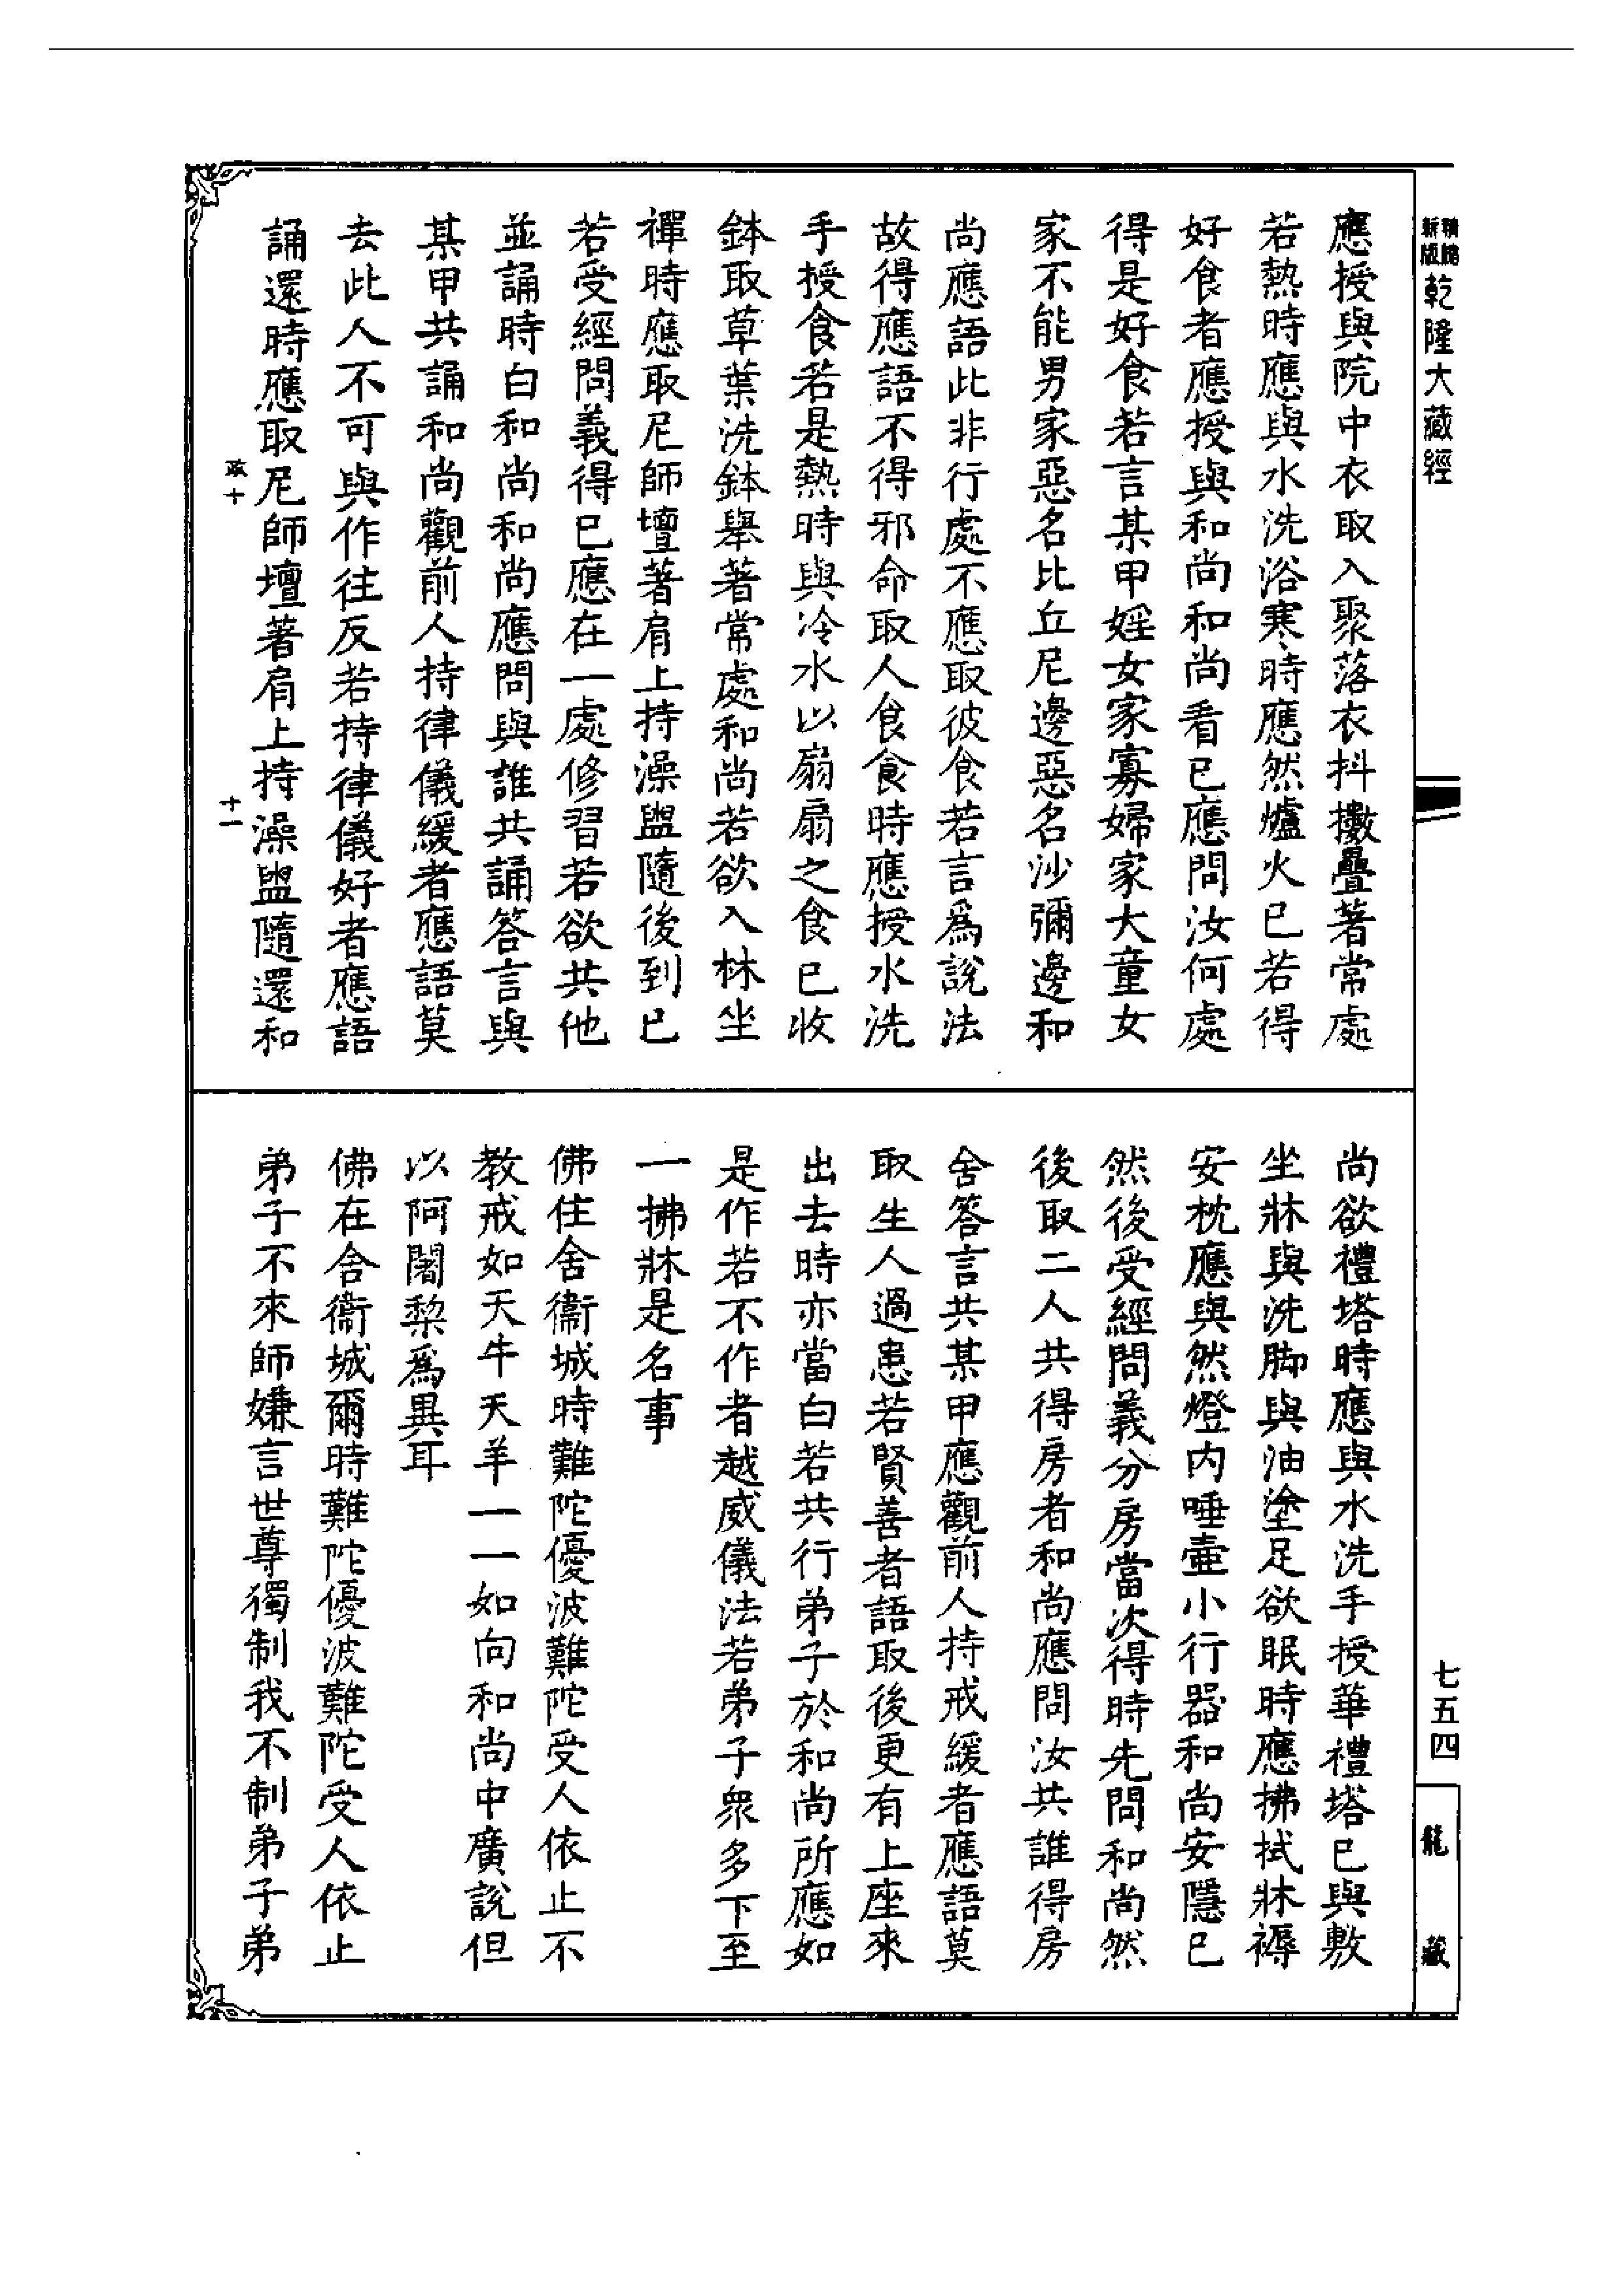 新版
乾隆大藏經
應授與院中衣取入聚落衣抖擻疊著常處
若熱時應與水洗浴寒時應然爐火已若得
好食者應授與和尚和尚看已應問汝何處
得是好食若言某甲婬女家寡婦家大童女
家不能男家惡名比丘尼邊惡名沙彌邊和
尚應語此非行處不應取彼食若言為說法
故得應語不得邪命取人食食時應授水洗
手授食若是熱時與冷水以扇扇之食已收
鉢取草葉洗鉢舉著常處和尚若欲入林坐
禪時應取尼師壇著肩上持澡盥隨後到已
若受經問義得已應在一處修習若欲共他
並誦時白和尚和尚應問與誰共誦答言與
某甲共誦和尚觀前人持律儀緩者應語莫
去此人不可與作往反若持律儀好者應語
誦還時應取尼師壇著肩上持澡盥隨還和
十一
尚欲禮塔時應與水洗手授華禮塔已與敷
坐牀與洗脚與油塗足欲眠時應拂拭牀褥
安枕應與然燈內唾壺小行器和尚安隱已
然後受經問義分房當次得時先問和尚然
後取二人共得房者和尚應問汝共誰得房
舍答言共某甲應觀前人持戒緩者應語莫
取生人過患若賢善者語取後更有上座來
出去時亦當白若共行弟子於和尚所應如
是作若不作者越威儀法若弟子眾多下至
一拂牀是名事
佛住舍衞城時難陀優波難陀受人依止不
教戒如天牛天羊一一如向和尚中廣說但
以阿闍棃爲異耳
佛在舍衞城爾時難陀優波難陀受人依止
弟子不來師嫌言世尊獨制我不制弟子弟
七五四
龍藏